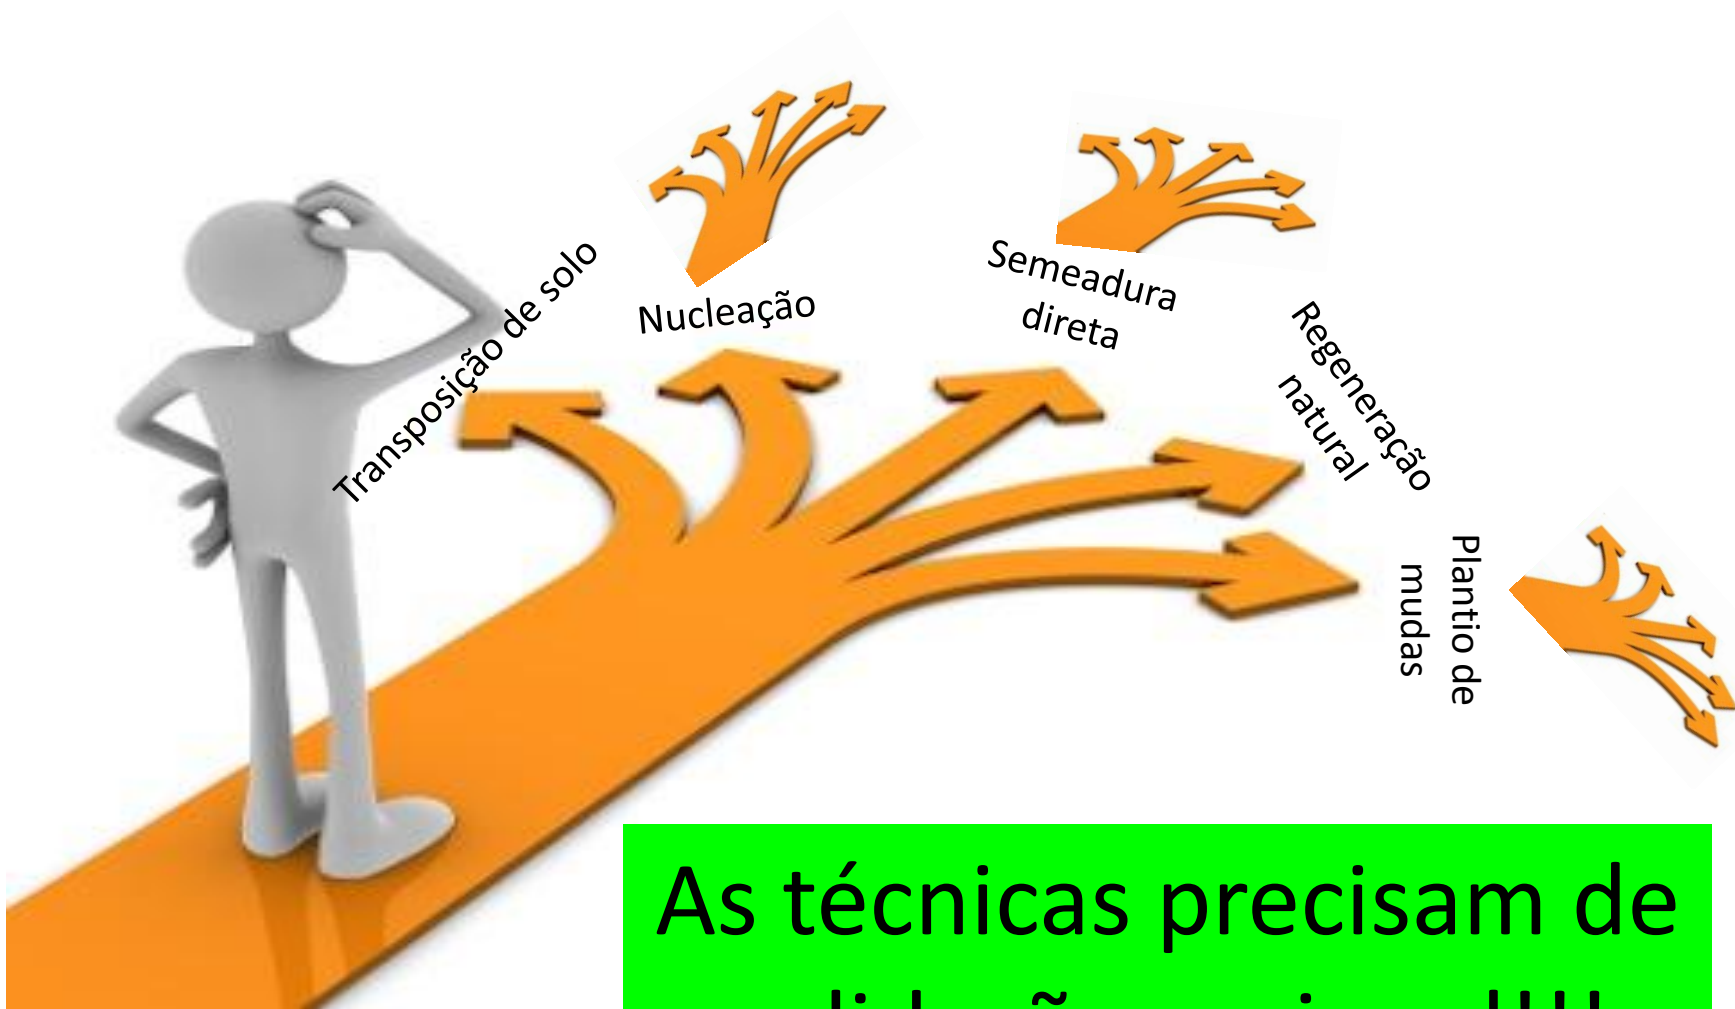 Transposição de solo
Nucleação
Semeadura
direta
Regeneração
natural
Plantio de
mudas
As técnicas precisam de